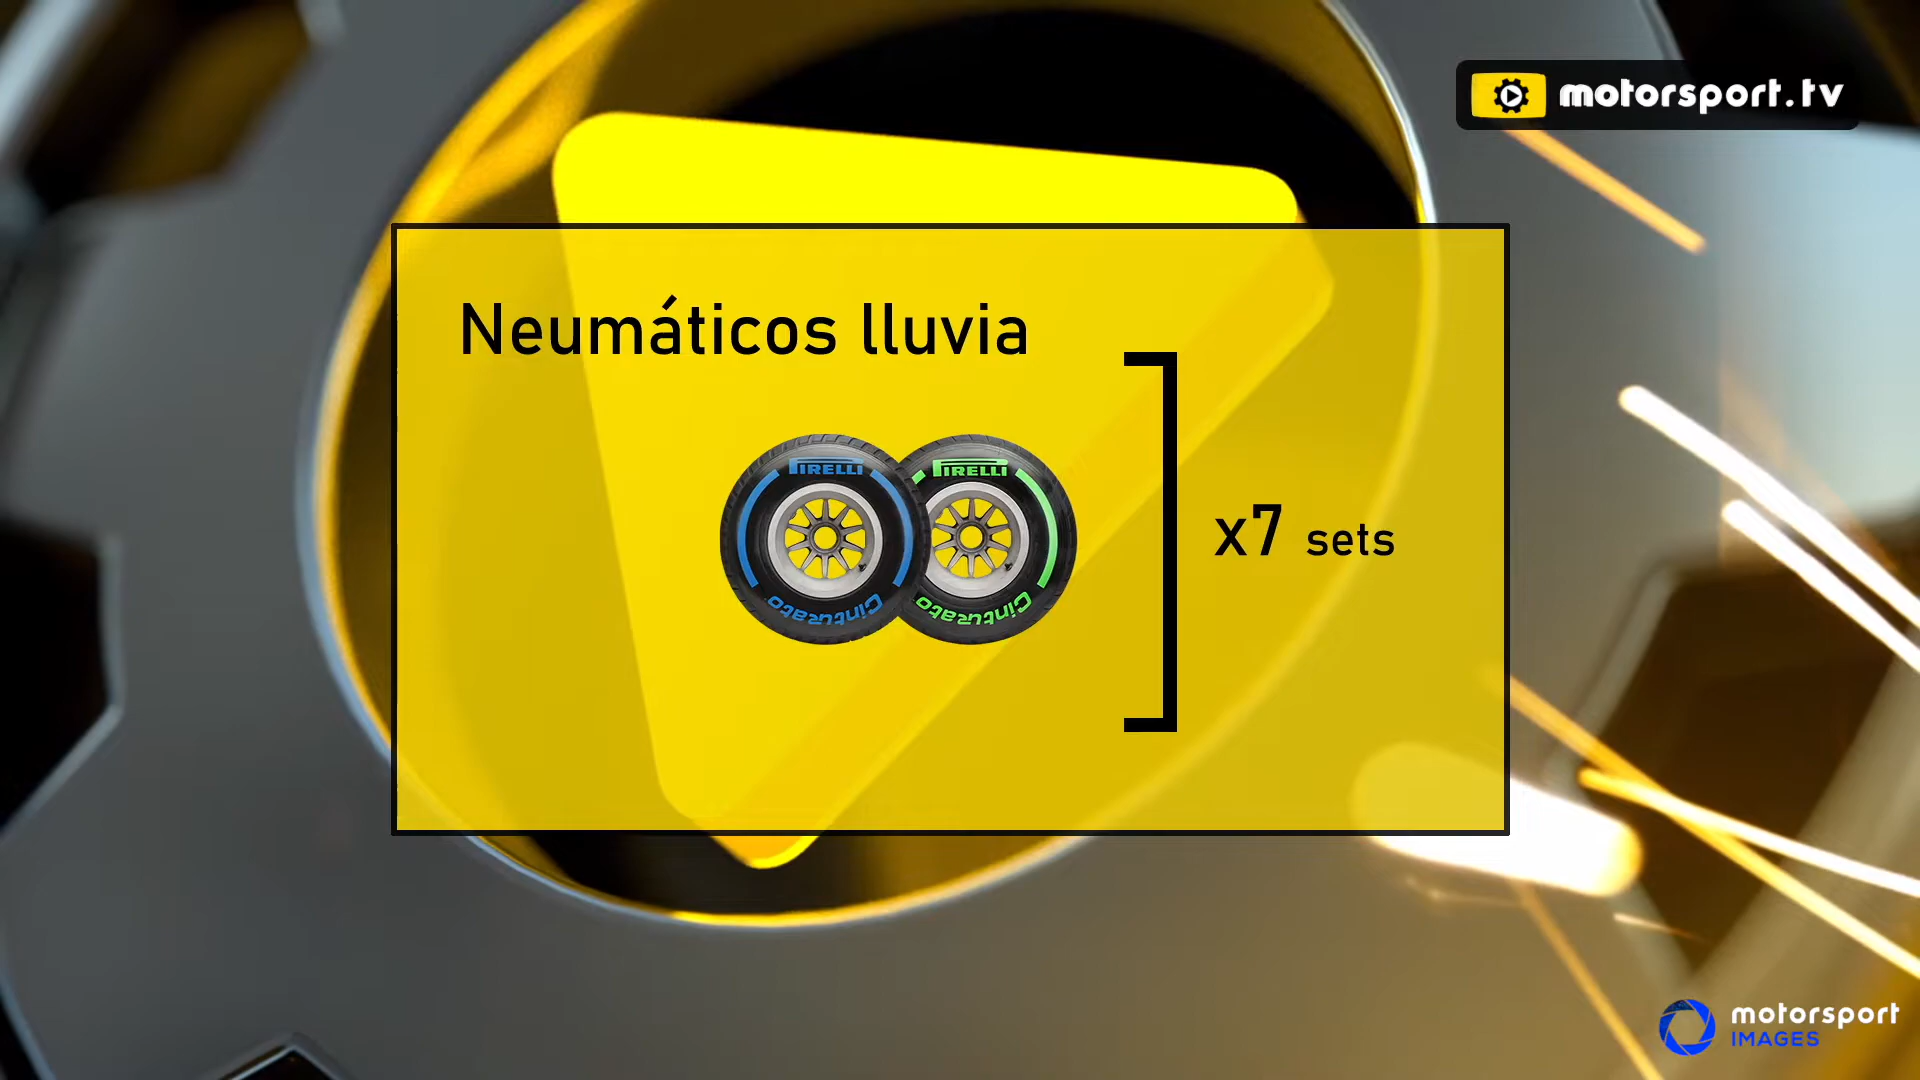 motorsport.tv
Neumáticos lluvia
PIRELLI
PIRELLI
x7 sets
Cinturato
Cinturato
motorsport
IMAGES